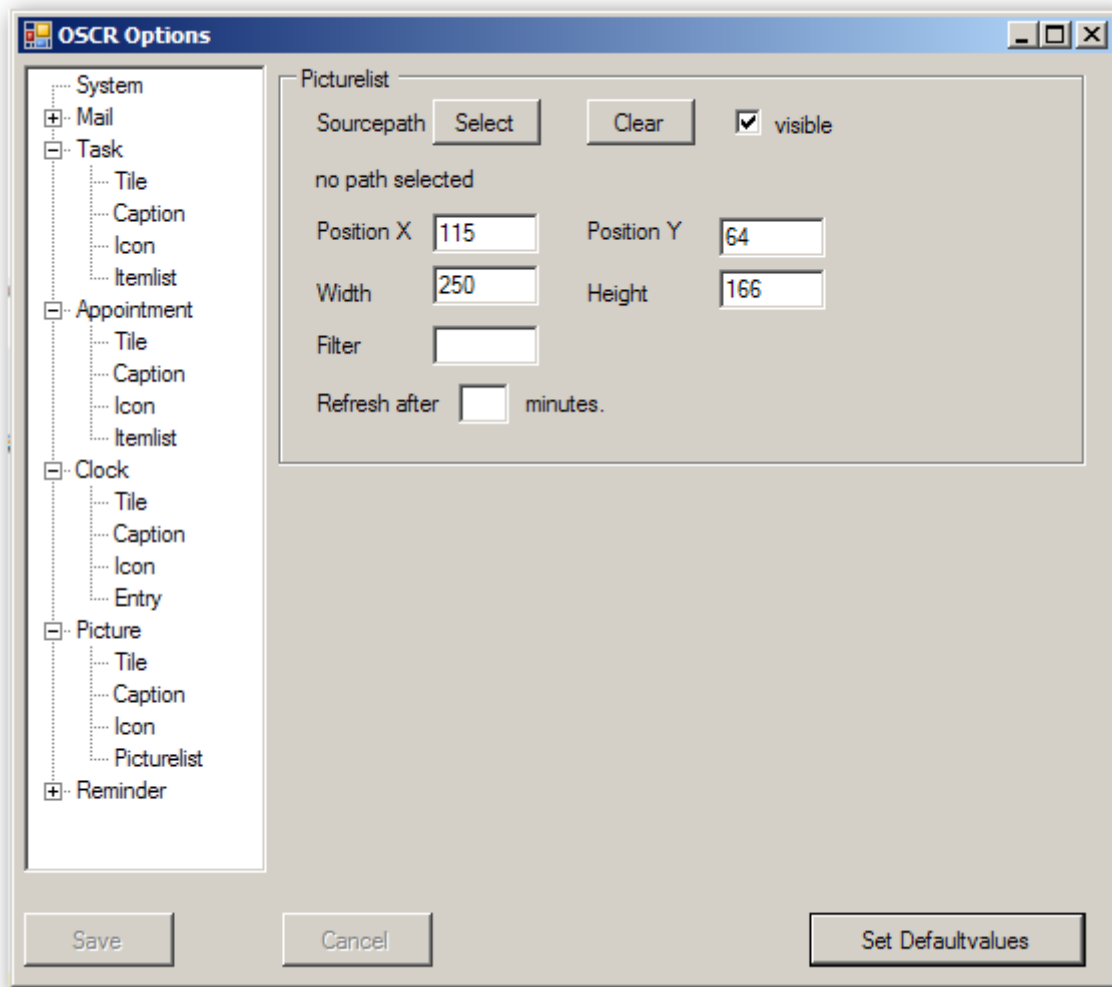 OSCR Options
System
Mail
Task
Tile
Caption
Icon
Itemlist
Appointment
Tile
Caption
Icon
Itemlist
Clock
Tile
Caption
Icon
Entry
Picture
Tile
Caption
Icon
Picturelist
Reminder
Picturelist
Sourcepath Select Clear visible
no path selected
Position X 115 Position Y 64
Width 250 Height 166
Filter
Refresh after minutes.
Save Cancel Set Defaultvalues